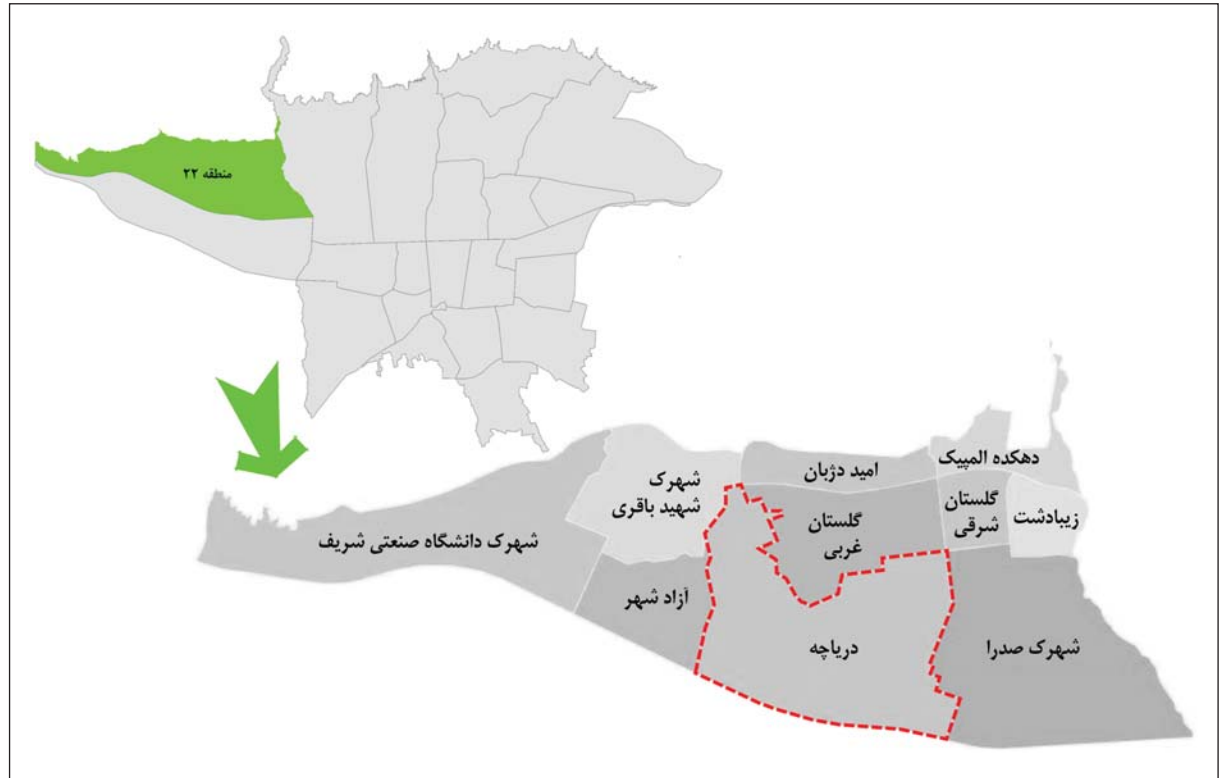 منطقه ۲۲
دهکده المپیک
امید دژبان
شهرک
شهید باقری
گلستان
شرقی
زیبادشت
گلستان
غربی
شهرک دانشگاه صنعتی شریف
آزاد شهر
دریاچه
شهرک صدرا